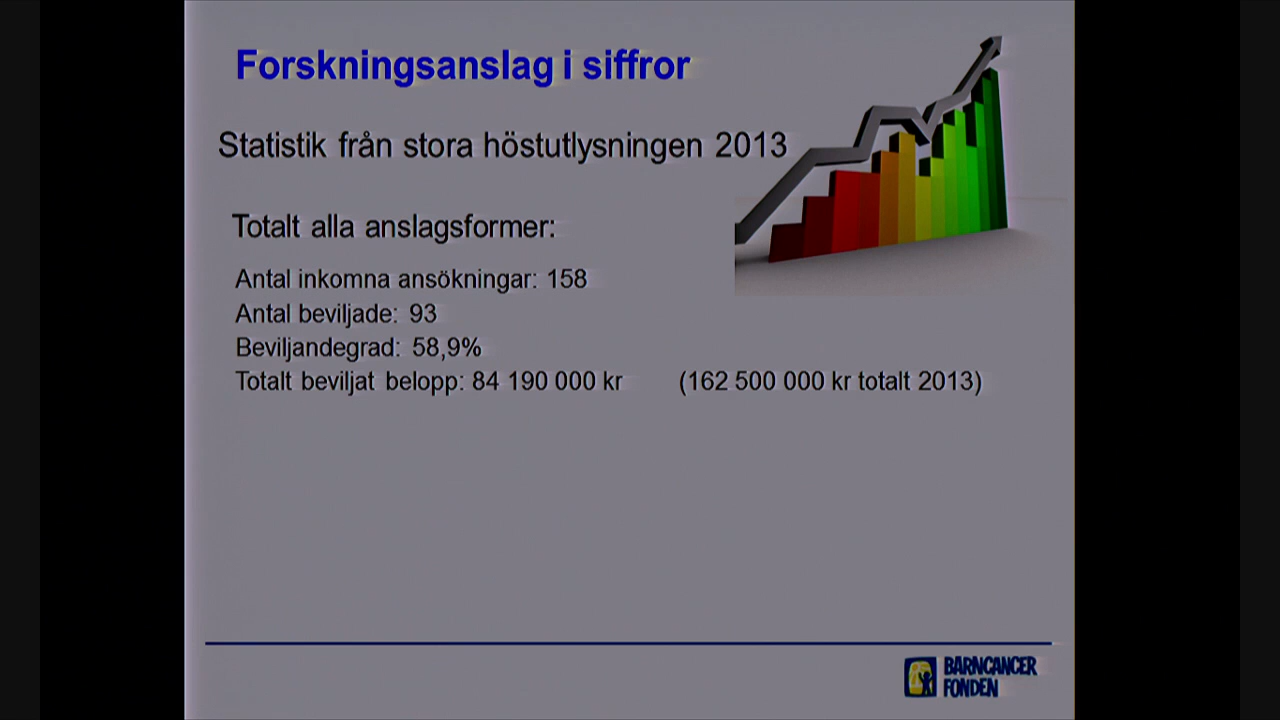 Forskningsanslag i siffror
Statistik från stora höstutlysningen 2013
Totalt alla anslagsformer:
Antal inkomna ansökningar: 158
Antal beviljade: 93
Beviljandegrad: 58,9%
Totalt beviljat belopp: 84 190 000 kr (162 500 000 kr totalt 2013)
BARNCANCER
FONDEN